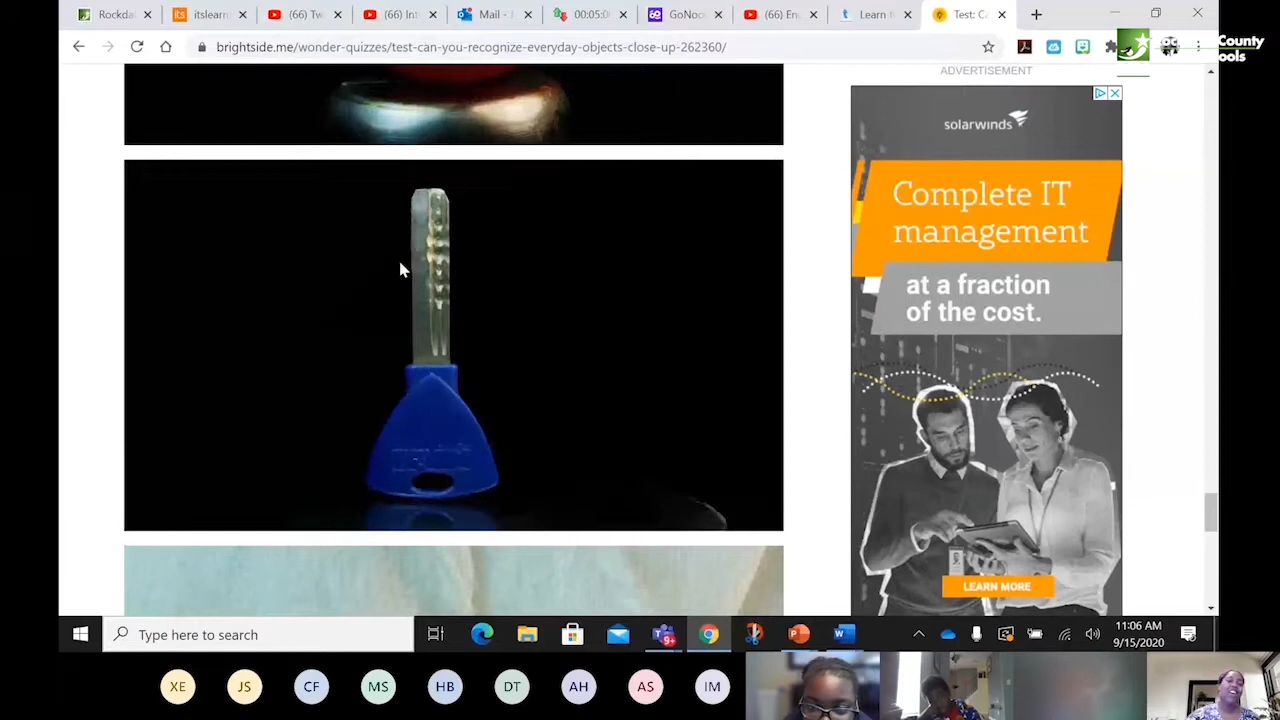 Rockda
itslearn
(66) Tw
(66) Int
Mail - J
00:05:0
GoNoo
(66) En
Learn h
Test: Ca
brightside.me/wonder-quizzes/test-can-you-recognize-everyday-objects-close-up-262360/
County
ools
ADVERTISEMENT
solarwinds
Complete IT
management
at a fraction
of the cost.
LEARN MORE
Type here to search
9+
11:06 AM
9/15/2020
XE JS CF MS HB DT AH AS IM